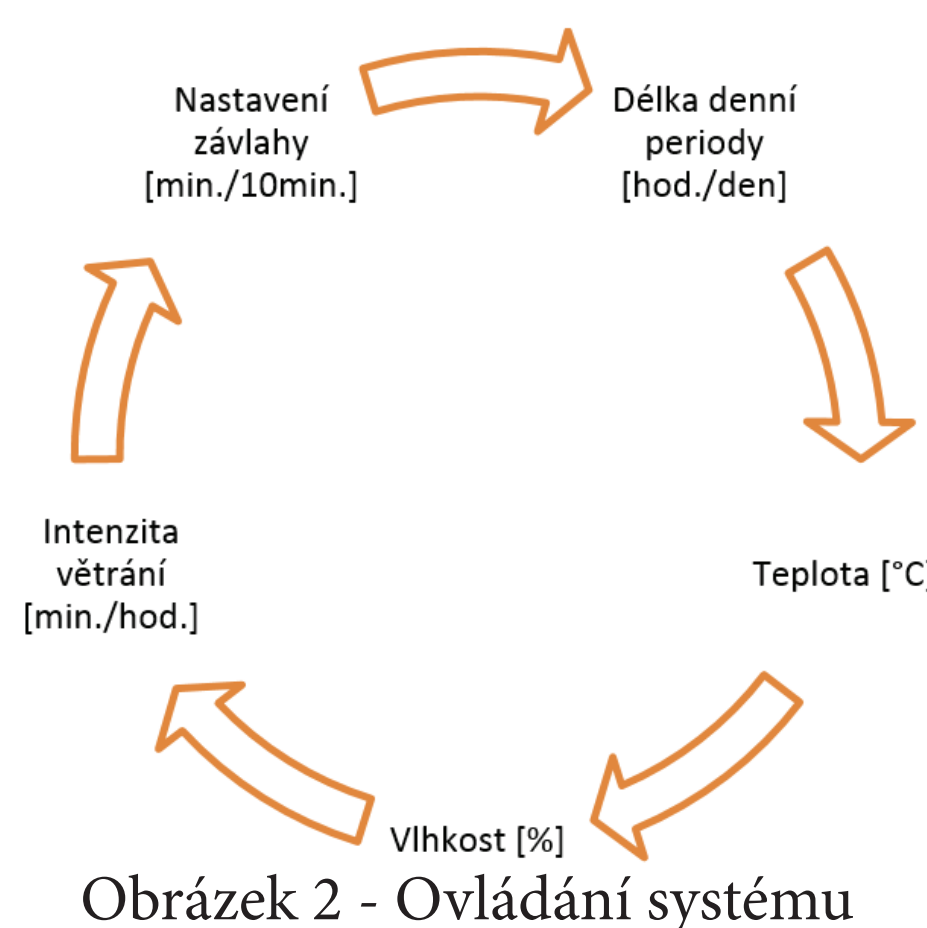 Nastavení
závlahy
[min./10min.]
Délka denní
periody
[hod./den]
Teplota [°C]
Vlhkost [%]
Intenzita
větrání
[min./hod.]
Obrázek 2 - Ovládání systému